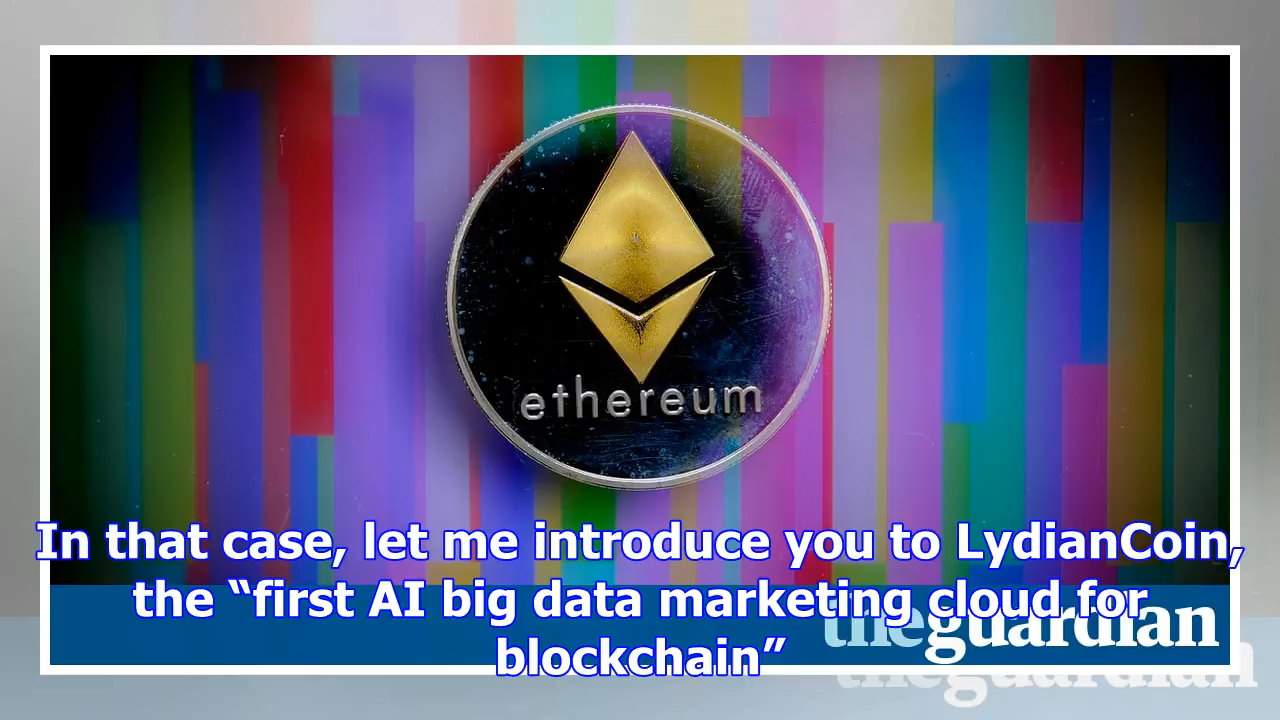 ethereum
In that case, let me introduce you to LydianCoin,
the “first AI big data marketing cloud for
blockchain”
theguardian
theguardian